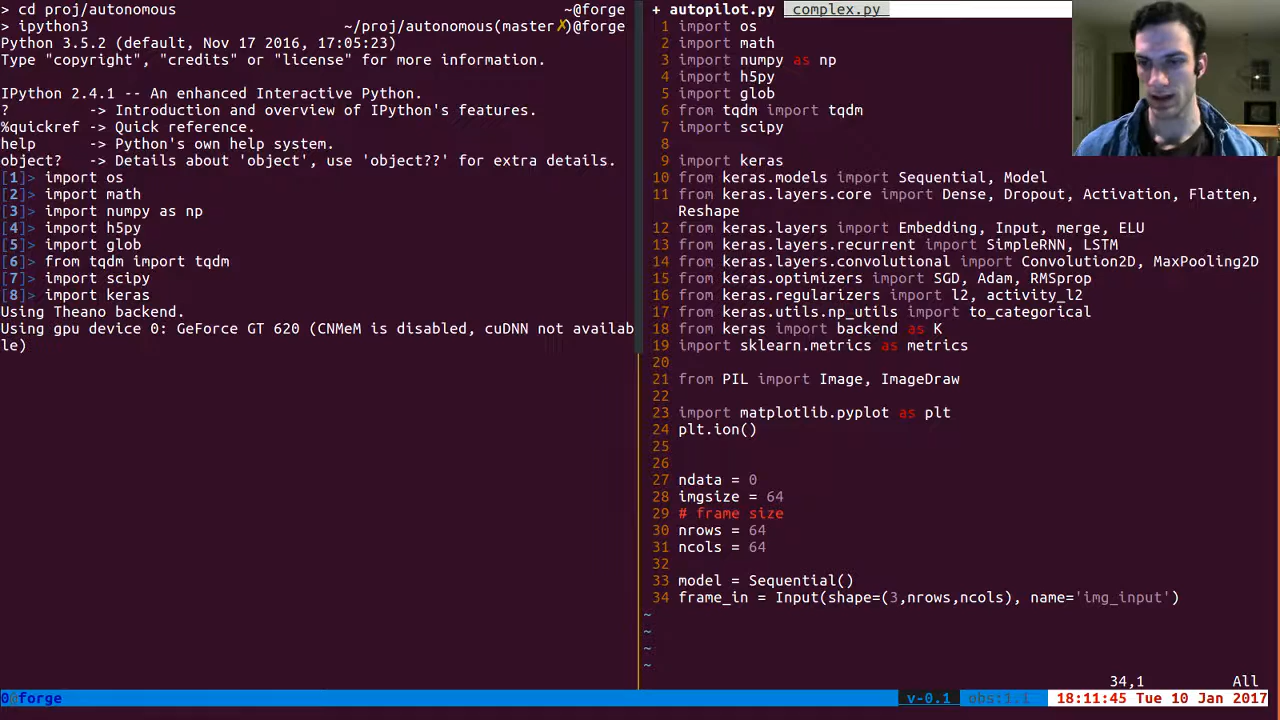 > cd proj/autonomous ~@forge
> ipython3 ~/proj/autonomous(master✗)@forge
Python 3.5.2 (default, Nov 17 2016, 17:05:23)
Type "copyright", "credits" or "license" for more information.
IPython 2.4.1 -- An enhanced Interactive Python.
? -> Introduction and overview of IPython's features.
%quickref -> Quick reference.
help -> Python's own help system.
object? -> Details about 'object', use 'object??' for extra details.
[1]> import os
[2]> import math
[3]> import numpy as np
[4]> import h5py
[5]> import glob
[6]> from tqdm import tqdm
[7]> import scipy
[8]> import keras
Using Theano backend.
Using gpu device 0: GeForce GT 620 (CNMeM is disabled, cuDNN not availab
le)
+ autopilot.py complex.py
1 import os
2 import math
3 import numpy as np
4 import h5py
5 import glob
6 from tqdm import tqdm
7 import scipy
8
9 import keras
10 from keras.models import Sequential, Model
11 from keras.layers.core import Dense, Dropout, Activation, Flatten,
Reshape
12 from keras.layers import Embedding, Input, merge, ELU
13 from keras.layers.recurrent import SimpleRNN, LSTM
14 from keras.layers.convolutional import Convolution2D, MaxPooling2D
15 from keras.optimizers import SGD, Adam, RMSprop
16 from keras.regularizers import l2, activity_l2
17 from keras.utils.np_utils import to_categorical
18 from keras import backend as K
19 import sklearn.metrics as metrics
20
21 from PIL import Image, ImageDraw
22
23 import matplotlib.pyplot as plt
24 plt.ion()
25
26
27 ndata = 0
28 imgsize = 64
29 # frame size
30 nrows = 64
31 ncols = 64
32
33 model = Sequential()
34 frame_in = Input(shape=(3,nrows,ncols), name='img_input')
~
~
~
~
34,1 All
0@forge v-0.1 obs:1.1 18:11:45 Tue 10 Jan 2017